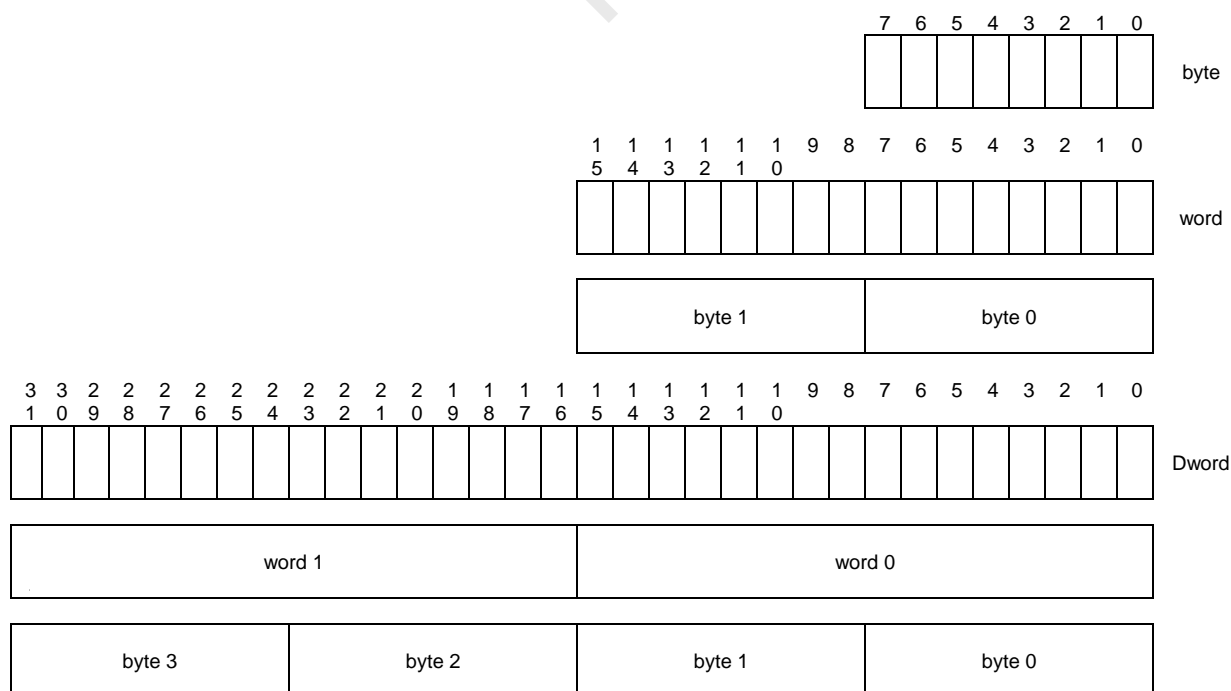 7 6 5 4 3 2 1 0
byte
1 1 1 1 1 1 9 8 7 6 5 4 3 2 1 0
5 4 3 2 1 0
word
byte 1 byte 0
3 3 2 2 2 2 2 2 2 2 2 2 1 1 1 1 1 1 1 1 1 1 9 8 7 6 5 4 3 2 1 0
1 0 9 8 7 6 5 4 3 2 1 0 9 8 7 6 5 4 3 2 1 0
Dword
word 1 word 0
byte 3 byte 2 byte 1 byte 0